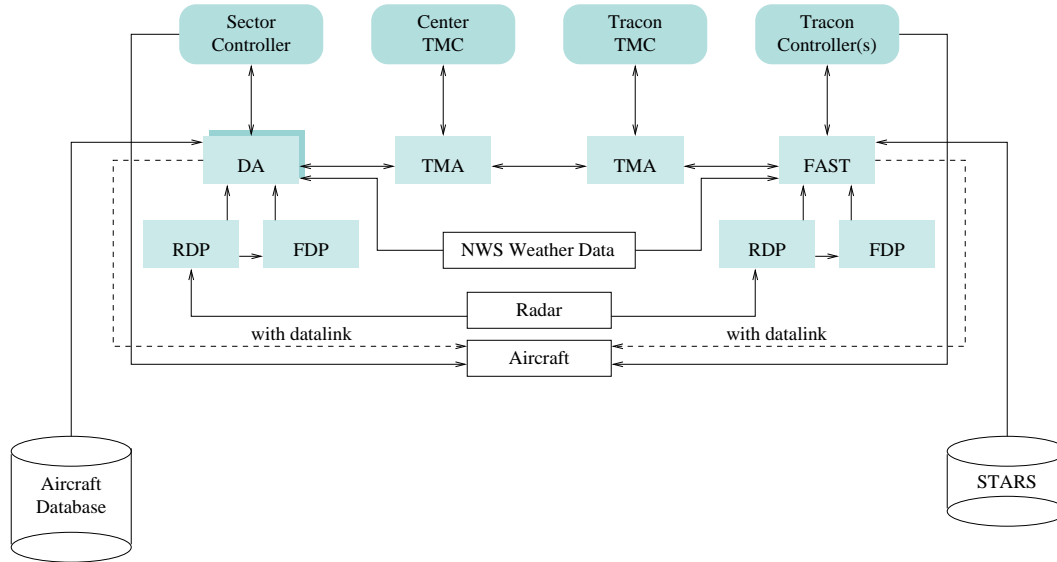 Sector
Controller
Center
TMC
Tracon
TMC
Tracon
Controller(s)
DA
TMA
TMA
FAST
RDP
FDP
NWS Weather Data
RDP
FDP
Radar
with datalink
with datalink
Aircraft
Aircraft
Database
STARS